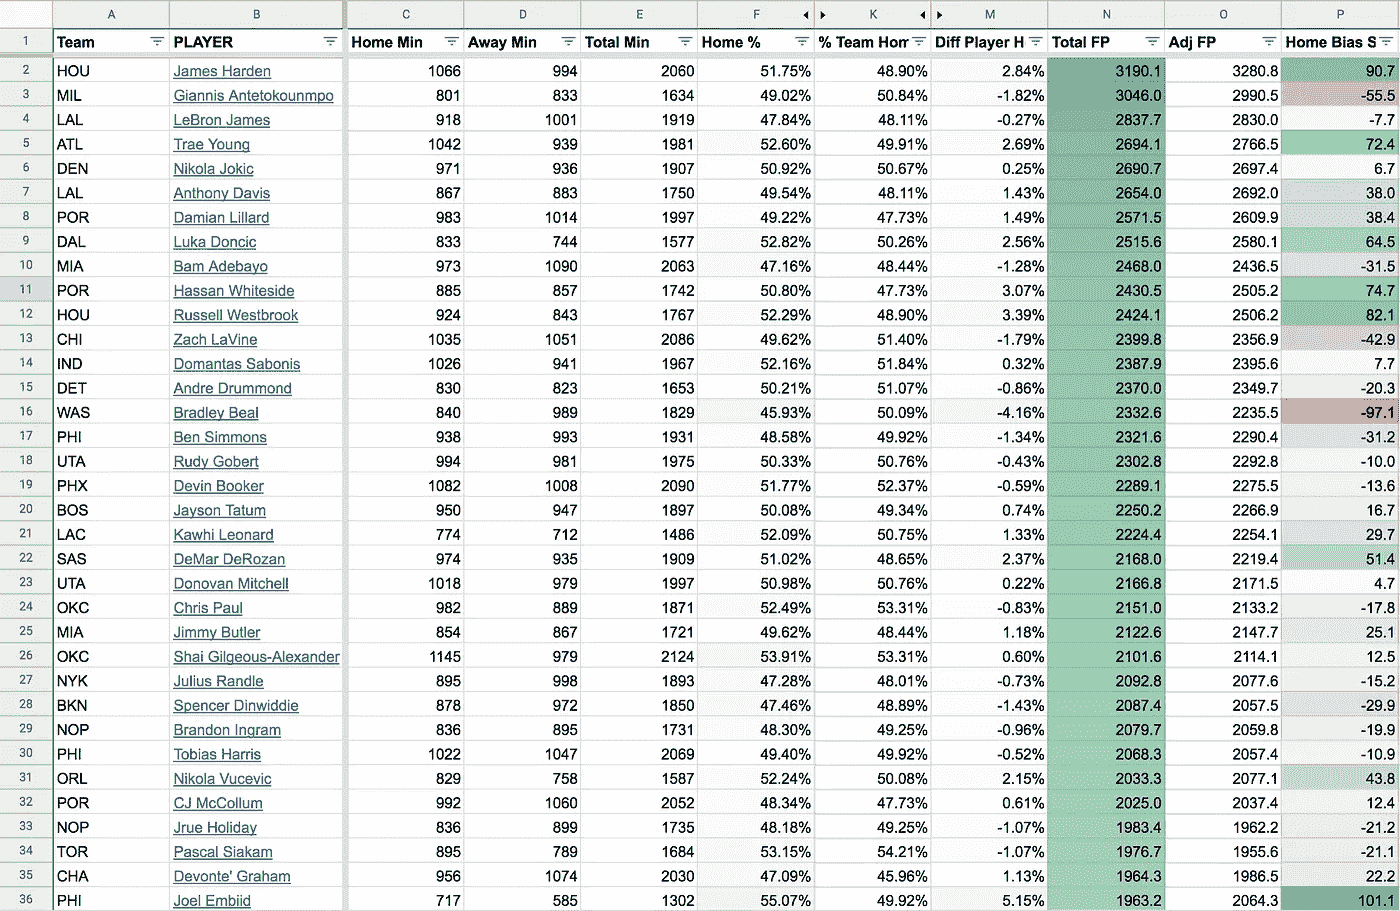 A B C D E F K M N O P
1 Team PLAYER Home Min Away Min Total Min Home % % Team Hom Diff Player H Total FP Adj FP Home Bias S
2 HOU James Harden 1066 994 2060 51.75% 48.90% 2.84% 3190.1 3280.8 90.7
3 MIL Giannis Antetokounmpo 801 833 1634 49.02% 50.84% -1.82% 3046.0 2990.5 -55.5
4 LAL LeBron James 918 1001 1919 47.84% 48.11% -0.27% 2837.7 2830.0 -7.7
5 ATL Trae Young 1042 939 1981 52.60% 49.91% 2.69% 2694.1 2766.5 72.4
6 DEN Nikola Jokic 971 936 1907 50.92% 50.67% 0.25% 2690.7 2697.4 6.7
7 LAL Anthony Davis 867 883 1750 49.54% 48.11% 1.43% 2654.0 2692.0 38.0
8 POR Damian Lillard 983 1014 1997 49.22% 47.73% 1.49% 2571.5 2609.9 38.4
9 DAL Luka Doncic 833 744 1577 52.82% 50.26% 2.56% 2515.6 2580.1 64.5
10 MIA Bam Adebayo 973 1090 2063 47.16% 48.44% -1.28% 2468.0 2436.5 -31.5
11 POR Hassan Whiteside 885 857 1742 50.80% 47.73% 3.07% 2430.5 2505.2 74.7
12 HOU Russell Westbrook 924 843 1767 52.29% 48.90% 3.39% 2424.1 2506.2 82.1
13 CHI Zach LaVine 1035 1051 2086 49.62% 51.40% -1.79% 2399.8 2356.9 -42.9
14 IND Domantas Sabonis 1026 941 1967 52.16% 51.84% 0.32% 2387.9 2395.6 7.7
15 DET Andre Drummond 830 823 1653 50.21% 51.07% -0.86% 2370.0 2349.7 -20.3
16 WAS Bradley Beal 840 989 1829 45.93% 50.09% -4.16% 2332.6 2235.5 -97.1
17 PHI Ben Simmons 938 993 1931 48.58% 49.92% -1.34% 2321.6 2290.4 -31.2
18 UTA Rudy Gobert 994 981 1975 50.33% 50.76% -0.43% 2302.8 2292.8 -10.0
19 PHX Devin Booker 1082 1008 2090 51.77% 52.37% -0.59% 2289.1 2275.5 -13.6
20 BOS Jayson Tatum 950 947 1897 50.08% 49.34% 0.74% 2250.2 2266.9 16.7
21 LAC Kawhi Leonard 774 712 1486 52.09% 50.75% 1.33% 2224.4 2254.1 29.7
22 SAS DeMar DeRozan 974 935 1909 51.02% 48.65% 2.37% 2168.0 2219.4 51.4
23 UTA Donovan Mitchell 1018 979 1997 50.98% 50.76% 0.22% 2166.8 2171.5 4.7
24 OKC Chris Paul 982 889 1871 52.49% 53.31% -0.83% 2151.0 2133.2 -17.8
25 MIA Jimmy Butler 854 867 1721 49.62% 48.44% 1.18% 2122.6 2147.7 25.1
26 OKC Shai Gilgeous-Alexander 1145 979 2124 53.91% 53.31% 0.60% 2101.6 2114.1 12.5
27 NYK Julius Randle 895 998 1893 47.28% 48.01% -0.73% 2092.8 2077.6 -15.2
28 BKN Spencer Dinwiddie 878 972 1850 47.46% 48.89% -1.43% 2087.4 2057.5 -29.9
29 NOP Brandon Ingram 836 895 1731 48.30% 49.25% -0.96% 2079.7 2059.8 -19.9
30 PHI Tobias Harris 1022 1047 2069 49.40% 49.92% -0.52% 2068.3 2057.4 -10.9
31 ORL Nikola Vucevic 829 758 1587 52.24% 50.08% 2.15% 2033.3 2077.1 43.8
32 POR CJ McCollum 992 1060 2052 48.34% 47.73% 0.61% 2025.0 2037.4 12.4
33 NOP Jrue Holiday 836 899 1735 48.18% 49.25% -1.07% 1983.4 1962.2 -21.2
34 TOR Pascal Siakam 895 789 1684 53.15% 54.21% -1.07% 1976.7 1955.6 -21.1
35 CHA Devonte' Graham 956 1074 2030 47.09% 45.96% 1.13% 1964.3 1986.5 22.2
36 PHI Joel Embiid 717 585 1302 55.07% 49.92% 5.15% 1963.2 2064.3 101.1